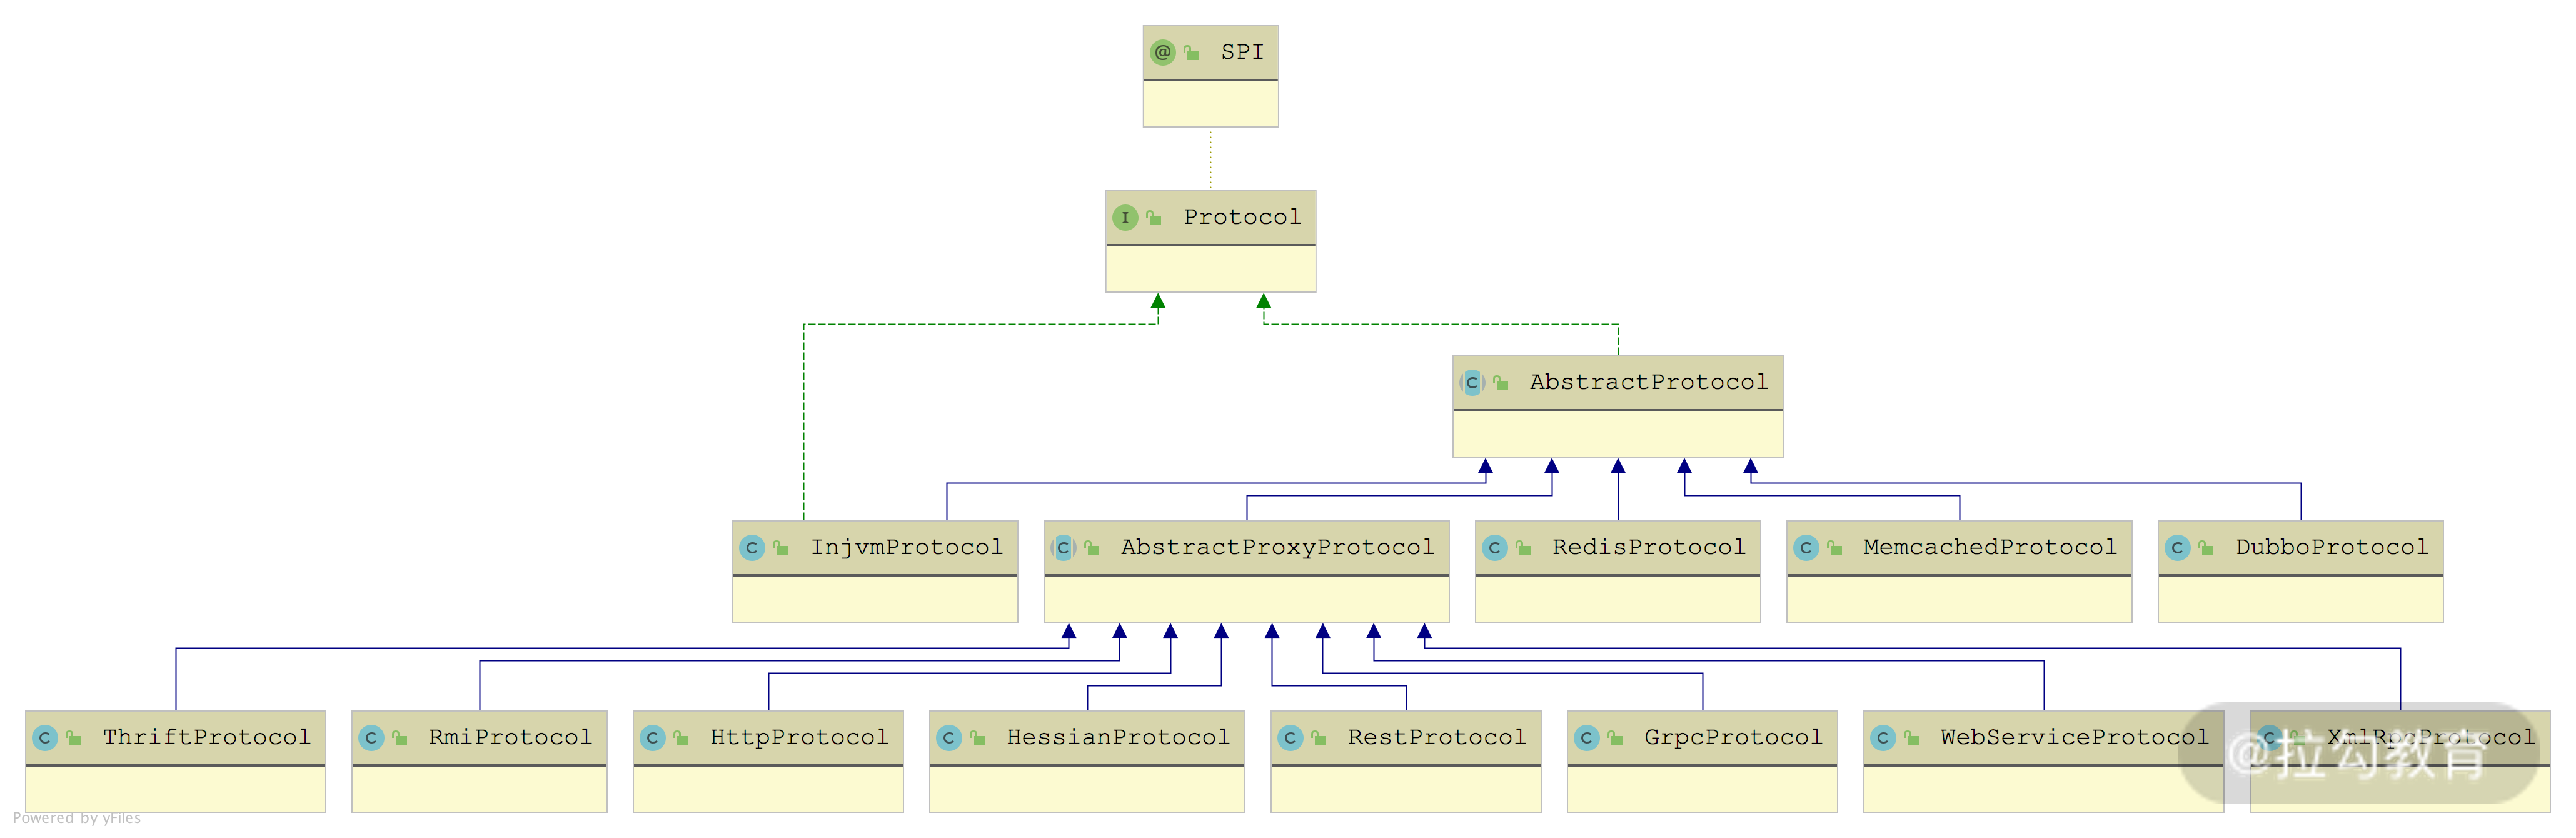 @ SPI
I Protocol
C AbstractProtocol
C InjvmProtocol
C AbstractProxyProtocol
C RedisProtocol
C MemcachedProtocol
C DubboProtocol
C ThriftProtocol
C RmiProtocol
C HttpProtocol
C HessianProtocol
C RestProtocol
C GrpcProtocol
C WebServiceProtocol
C XmlRpcProtocol
@拉勾教育
Powered by yFiles